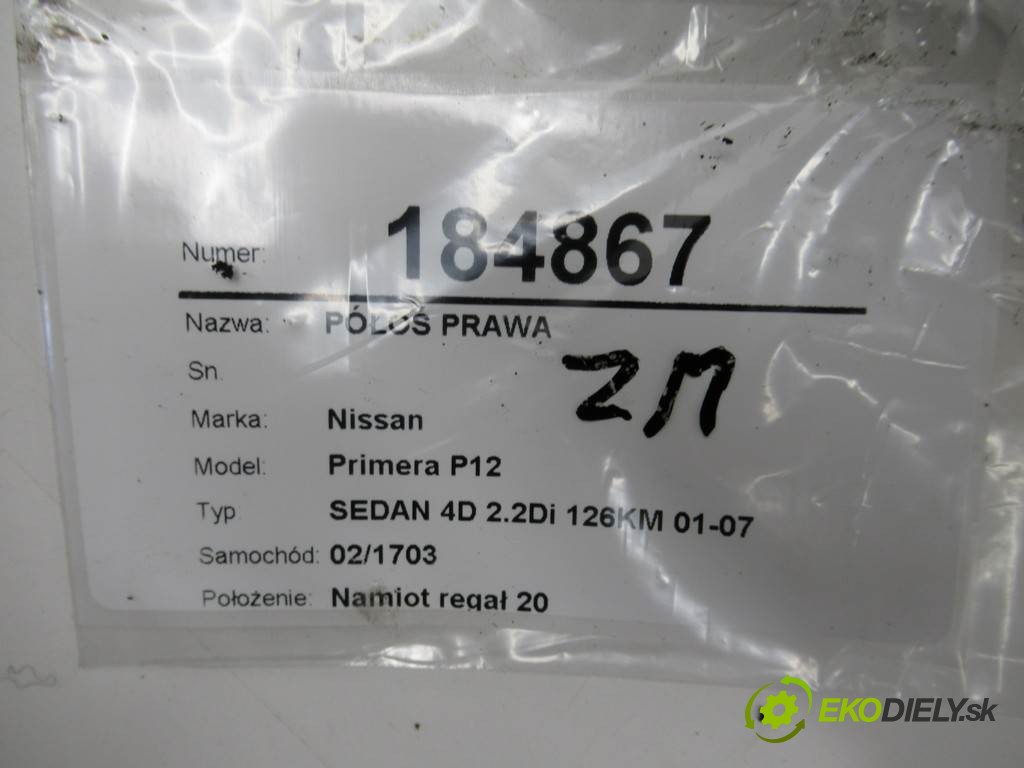 Numer: 184867
Nazwa: PÓŁOŚ PRAWA
Sn.
ZM
Marka: Nissan
Model: Primera P12
Typ SEDAN 4D 2.2Di 126KM 01-07
Samochód: 02/1703
Położenie: Namiot regał 20
EKODIELY.sk